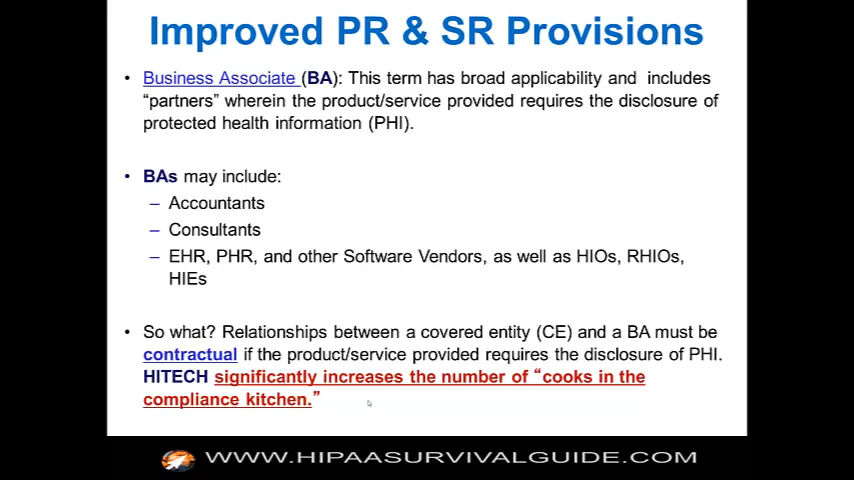 Improved PR & SR Provisions
• Business Associate (BA): This term has broad applicability and includes
“partners” wherein the product/service provided requires the disclosure of
protected health information (PHI).
• BAs may include:
– Accountants
– Consultants
– EHR, PHR, and other Software Vendors, as well as HIOs, RHIOs,
HIEs
• So what? Relationships between a covered entity (CE) and a BA must be
contractual if the product/service provided requires the disclosure of PHI.
HITECH significantly increases the number of “cooks in the
compliance kitchen.”
WWW.HIPAASURVIVALGUIDE.COM